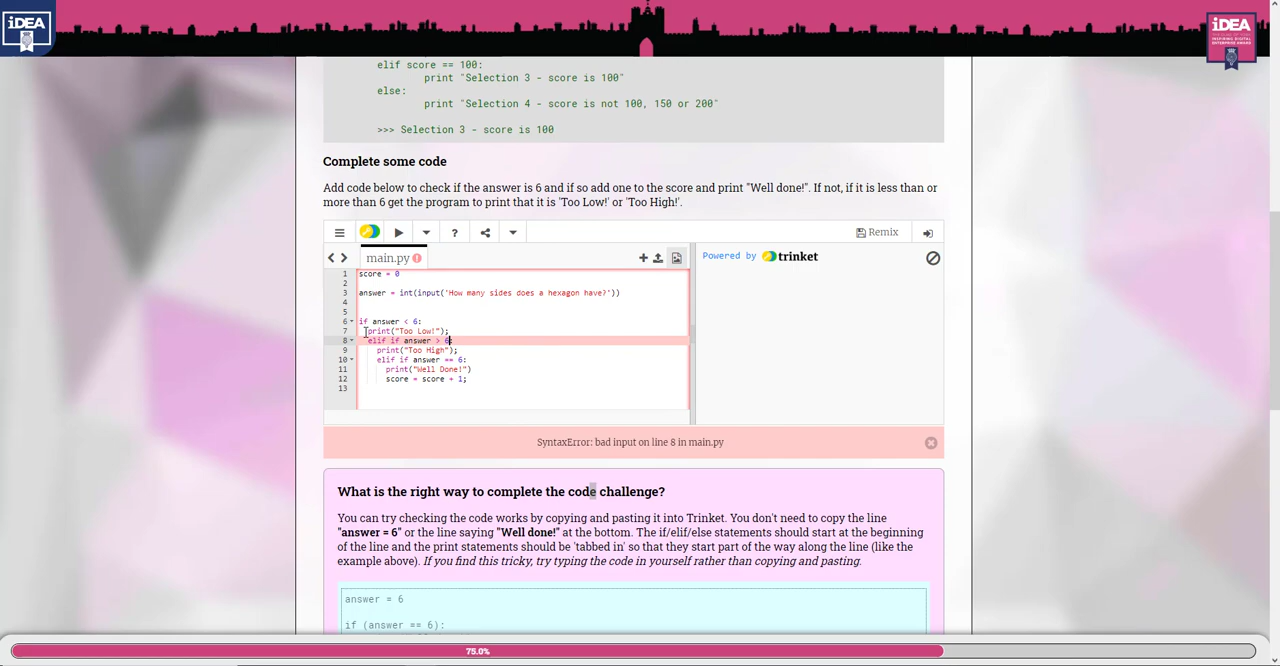 iDEA
iDEA
INSPIRING DIGITAL
ENTERPRISE AWARD
elif score == 100:
print "Selection 3 - score is 100"
else:
print "Selection 4 - score is not 100, 150 or 200"
>>> Selection 3 - score is 100
Complete some code
Add code below to check if the answer is 6 and if so add one to the score and print "Well done!". If not, if it is less than or
more than 6 get the program to print that it is 'Too Low!' or 'Too High!'.
? Remix
main.py
Powered by trinket
1 score = 0
2
3 answer = int(input('How many sides does a hexagon have?'))
4
5
6 if answer < 6:
7 print("Too Low!");
8 elif if answer > 6
9 print("Too High");
10 elif if answer == 6:
11 print("Well Done!")
12 score = score + 1;
13
SyntaxError: bad input on line 8 in main.py
What is the right way to complete the code challenge?
You can try checking the code works by copying and pasting it into Trinket. You don't need to copy the line
"answer = 6" or the line saying "Well done!" at the bottom. The if/elif/else statements should start at the beginning
of the line and the print statements should be 'tabbed in' so that they start part of the way along the line (like the
example above). If you find this tricky, try typing the code in yourself rather than copying and pasting.
answer = 6
if (answer == 6):
75.0%